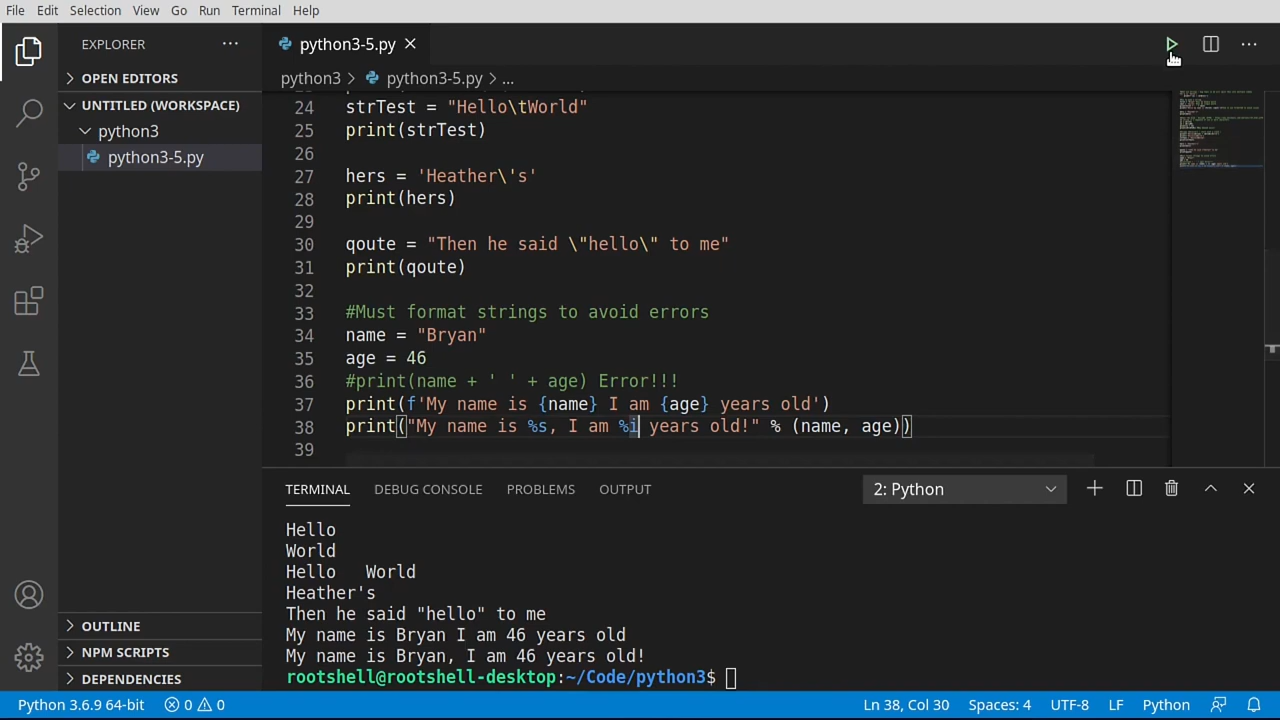 File Edit Selection View Go Run Terminal Help
EXPLORER ...
python3-5.py
OPEN EDITORS
UNTITLED (WORKSPACE)
python3
python3-5.py
python3 > python3-5.py > ...
24 strTest = "Hello\tWorld"
25 print(strTest)
26
27 hers = 'Heather\'s'
28 print(hers)
29
30 qoute = "Then he said \"hello\" to me"
31 print(qoute)
32
33 #Must format strings to avoid errors
34 name = "Bryan"
35 age = 46
36 #print(name + ' ' + age) Error!!!
37 print(f'My name is {name} I am {age} years old')
38 print("My name is %s, I am %i years old!" % (name, age))
39
TERMINAL DEBUG CONSOLE PROBLEMS OUTPUT 2: Python
Hello
World
Hello World
Heather's
Then he said "hello" to me
My name is Bryan I am 46 years old
My name is Bryan, I am 46 years old!
rootshell@rootshell-desktop:~/Code/python3$
OUTLINE
NPM SCRIPTS
DEPENDENCIES
Python 3.6.9 64-bit 0 0 Ln 38, Col 30 Spaces: 4 UTF-8 LF Python